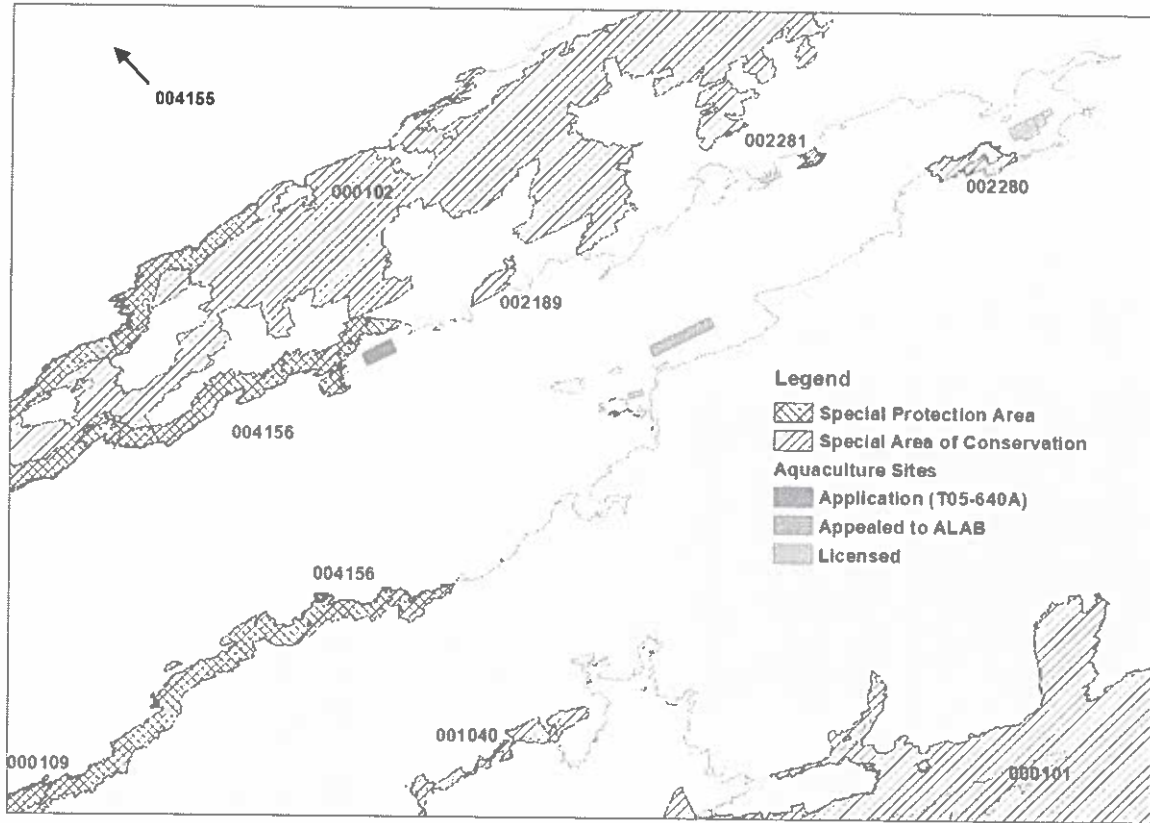 004155
002281
000102
002280
002189
Legend
Special Protection Area
004156
Special Area of Conservation
Aquaculture Sites
Application (T05-640A)
Appealed to ALAB
Licensed
004156
001040
000109
000101